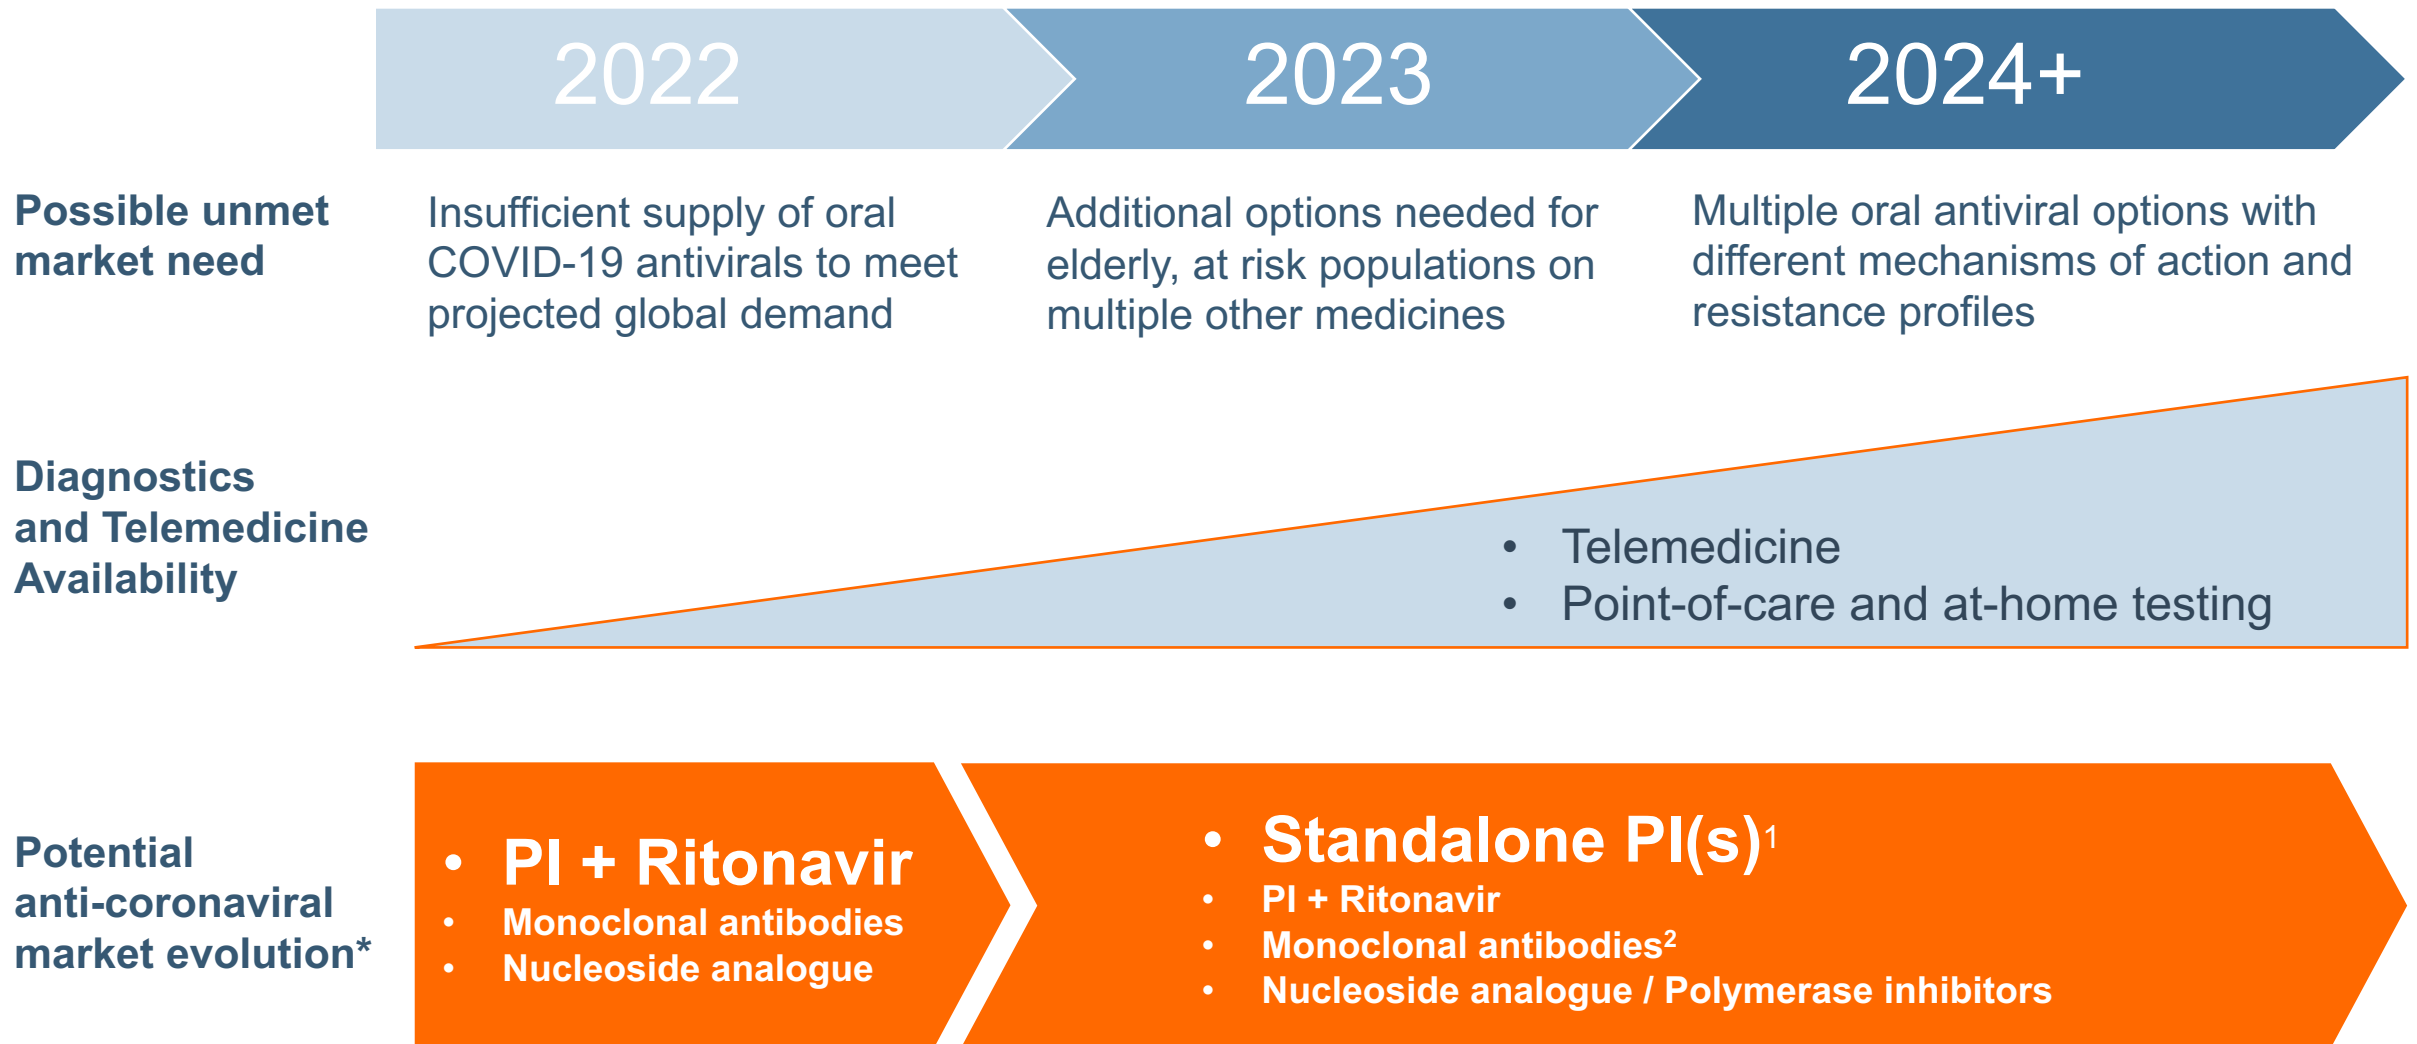 2022
2023
2024+
Possible unmet
market need
Insufficient supply of oral
COVID-19 antivirals to meet
projected global demand
Additional options needed for
elderly, at risk populations on
multiple other medicines
Multiple oral antiviral options with
different mechanisms of action and
resistance profiles
Diagnostics
and Telemedicine
Availability
• Telemedicine
• Point-of-care and at-home testing
Potential
anti-coronaviral
market evolution*
• PI + Ritonavir
• Monoclonal antibodies
• Nucleoside analogue
• Standalone PI(s)¹
• PI + Ritonavir
• Monoclonal antibodies²
• Nucleoside analogue / Polymerase inhibitors